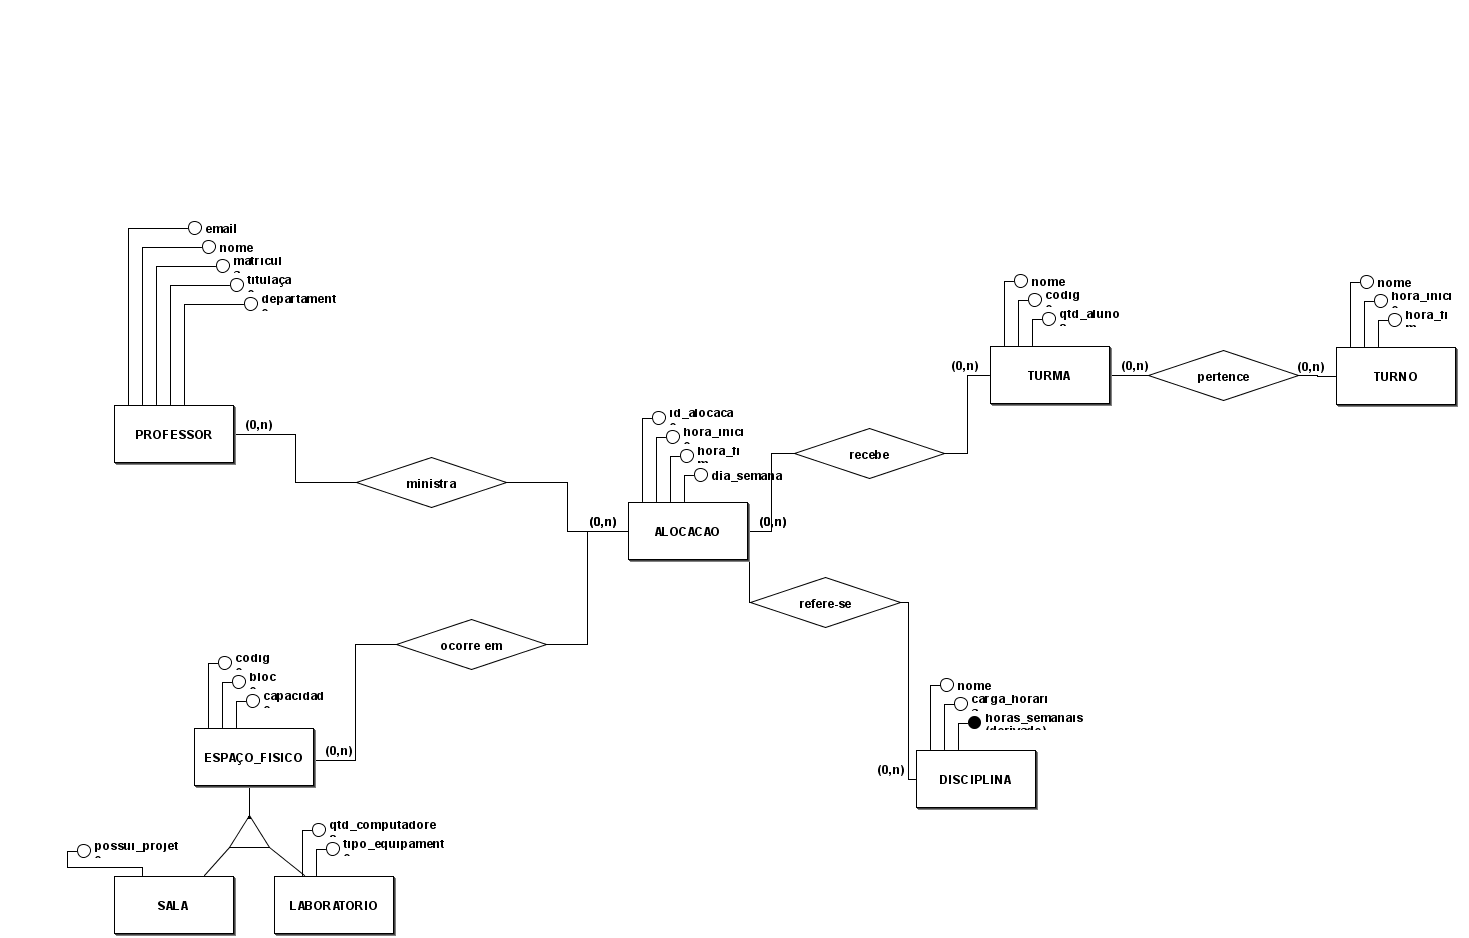 email
nome
matricul
titulaça
departament
PROFESSOR
(0,n)
ministra
id_alocaca
hora_inici
hora_fi
dia_semana
(0,n)
ALOCACAO
(0,n)
recebe
(0,n)
nome
codig
qtd_aluno
TURMA
(0,n)
pertence
(0,n)
nome
hora_inici
hora_fi
TURNO
refere-se
ocorre em
codig
bloc
capacidad
ESPAÇO_FISICO
(0,n)
nome
carga_horari
horas_semanais
(derivado)
(0,n)
DISCIPLINA
possui_projet
SALA
qtd_computadore
tipo_equipament
LABORATORIO